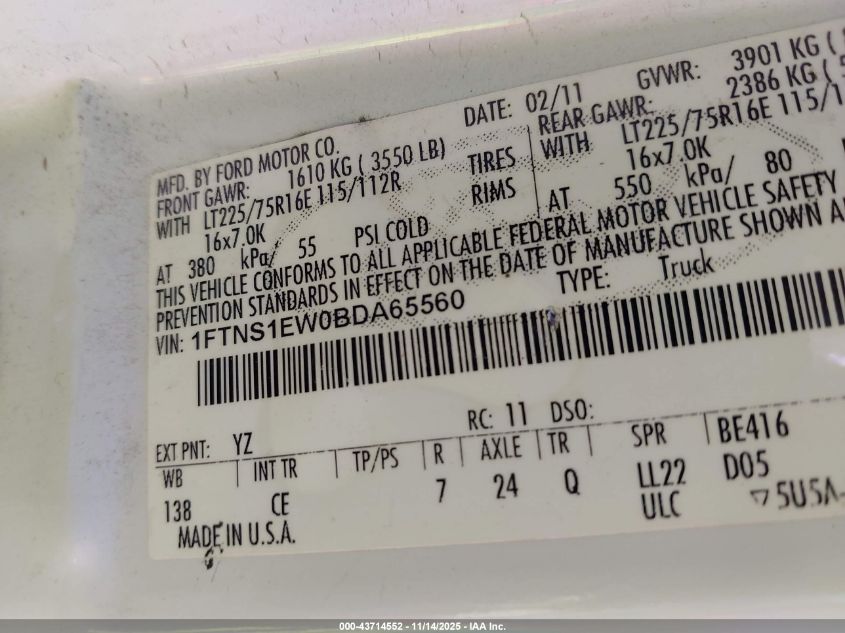 MFD. BY FORD MOTOR CO. DATE: 02/11 GVWR: 3901 KG (
FRONT GAWR: 1610 KG ( 3550 LB) REAR GAWR: 2386 KG (
WITH LT225/75R16E 115/112R TIRES WITH LT225/75R16E 115/1
16x7.0K RIMS 16x7.0K
AT 380 kPa/ 55 PSI COLD AT 550 kPa/ 80
THIS VEHICLE CONFORMS TO ALL APPLICABLE FEDERAL MOTOR VEHICLE SAFETY
PREVENTION STANDARDS IN EFFECT ON THE DATE OF MANUFACTURE SHOWN
VIN: 1FTNS1EW0BDA65560 TYPE: Truck
EXT PNT: YZ RC: 11 DSO:
WB INT TR TP/PS R AXLE TR SPR BE416
138 CE 7 24 Q LL22 D05
MADE IN U.S.A. ULC 5U5A-
000-43714552 - 11/14/2025 - IAA Inc.